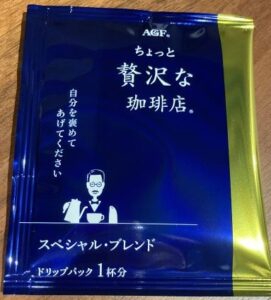 AGF®
ちょっと
贅沢な
珈琲店®
自分を褒めて
あげてください
スペシャル・ブレンド
ドリップパック 1杯分